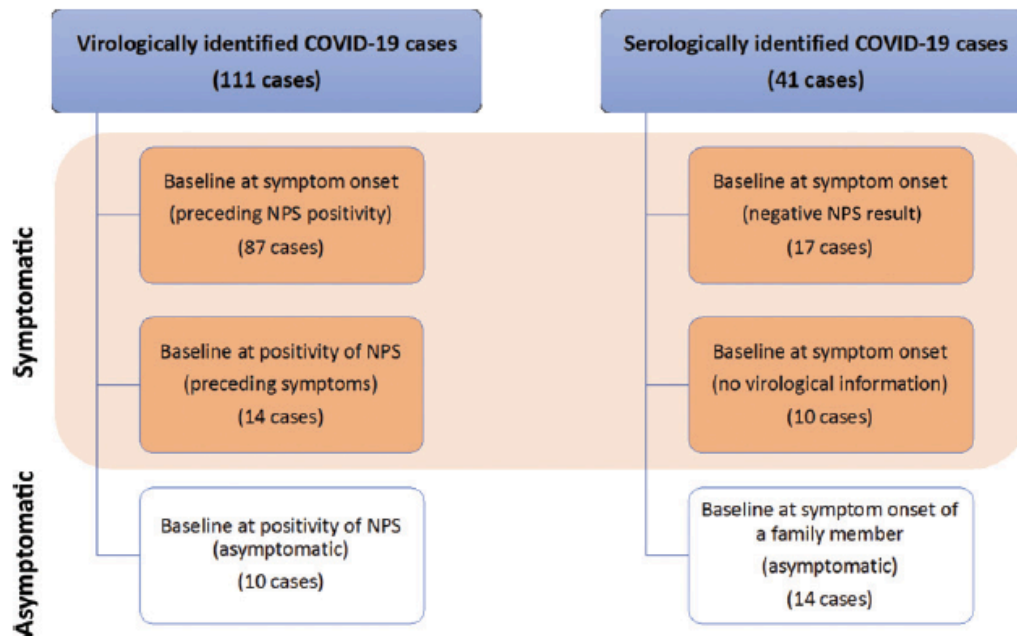 Virologically identified COVID-19 cases
(111 cases)
Serologically identified COVID-19 cases
(41 cases)
Symptomatic
Baseline at symptom onset
(preceding NPS positivity)
(87 cases)
Baseline at symptom onset
(negative NPS result)
(17 cases)
Baseline at positivity of NPS
(preceding symptoms)
(14 cases)
Baseline at symptom onset
(no virological information)
(10 cases)
Asymptomatic
Baseline at positivity of NPS
(asymptomatic)
(10 cases)
Baseline at symptom onset of
a family member
(asymptomatic)
(14 cases)